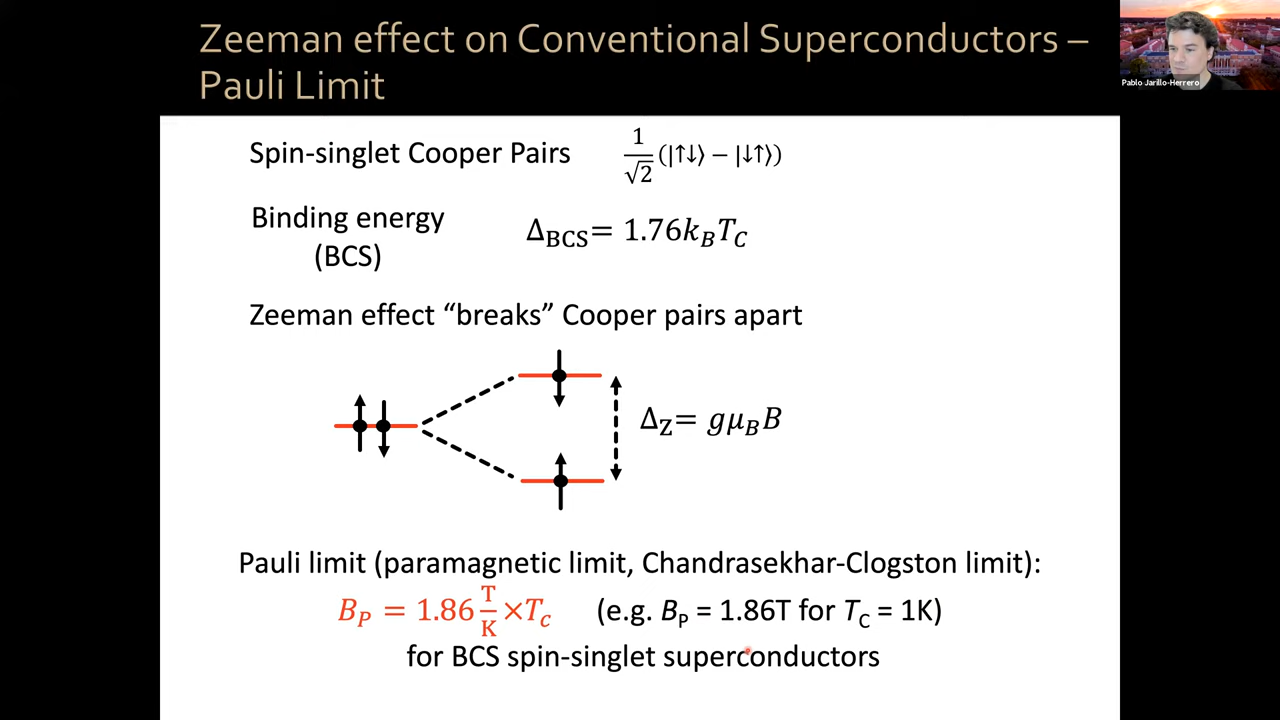 Zeeman effect on Conventional Superconductors –
Pauli Limit
Pablo Jarillo-Herrero
Spin-singlet Cooper Pairs 1/√2 (|↑↓⟩ − |↓↑⟩)
Binding energy
(BCS)
Δ_BCS = 1.76k_BT_C
Zeeman effect “breaks” Cooper pairs apart
Δ_Z = gμ_BB
Pauli limit (paramagnetic limit, Chandrasekhar-Clogston limit):
B_P = 1.86 T/K ×T_c (e.g. B_P = 1.86T for T_C = 1K)
for BCS spin-singlet superconductors